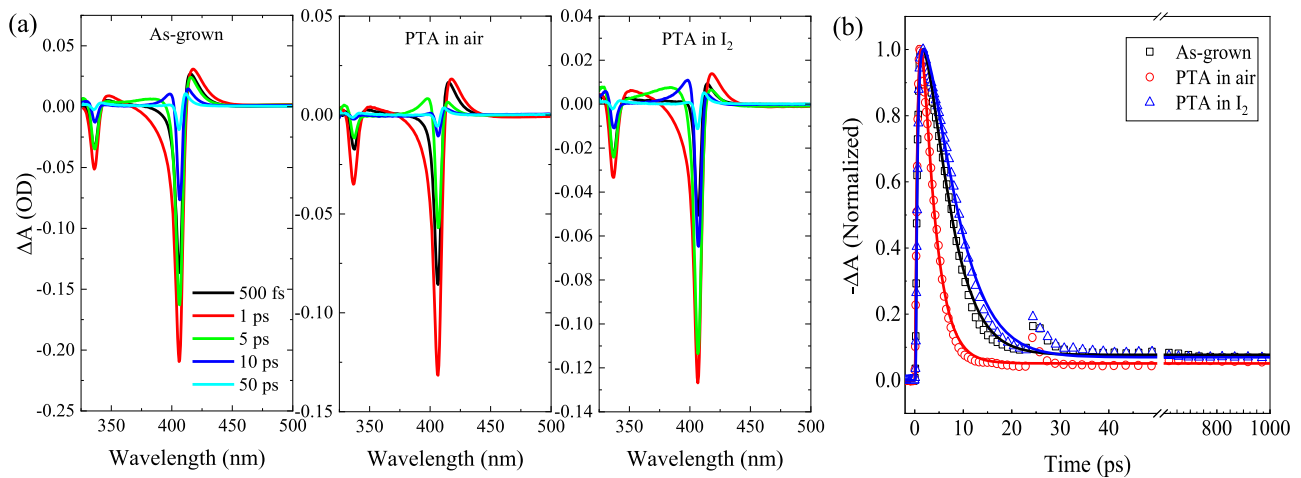 (a)
As-grown
PTA in air
PTA in I2
0.05
0.00
-0.05
-0.10
-0.15
-0.20
-0.25
ΔA (OD)
500 fs
1 ps
5 ps
10 ps
50 ps
350 400 450 500
Wavelength (nm)
0.05
0.00
-0.05
-0.10
-0.15
350 400 450 500
Wavelength (nm)
0.04
0.02
0.00
-0.02
-0.04
-0.06
-0.08
-0.10
-0.12
-0.14
350 400 450 500
Wavelength (nm)
(b)
As-grown
PTA in air
PTA in I2
1.0
0.8
0.6
0.4
0.2
0.0
-ΔA (Normalized)
0 10 20 30 40 800 1000
Time (ps)